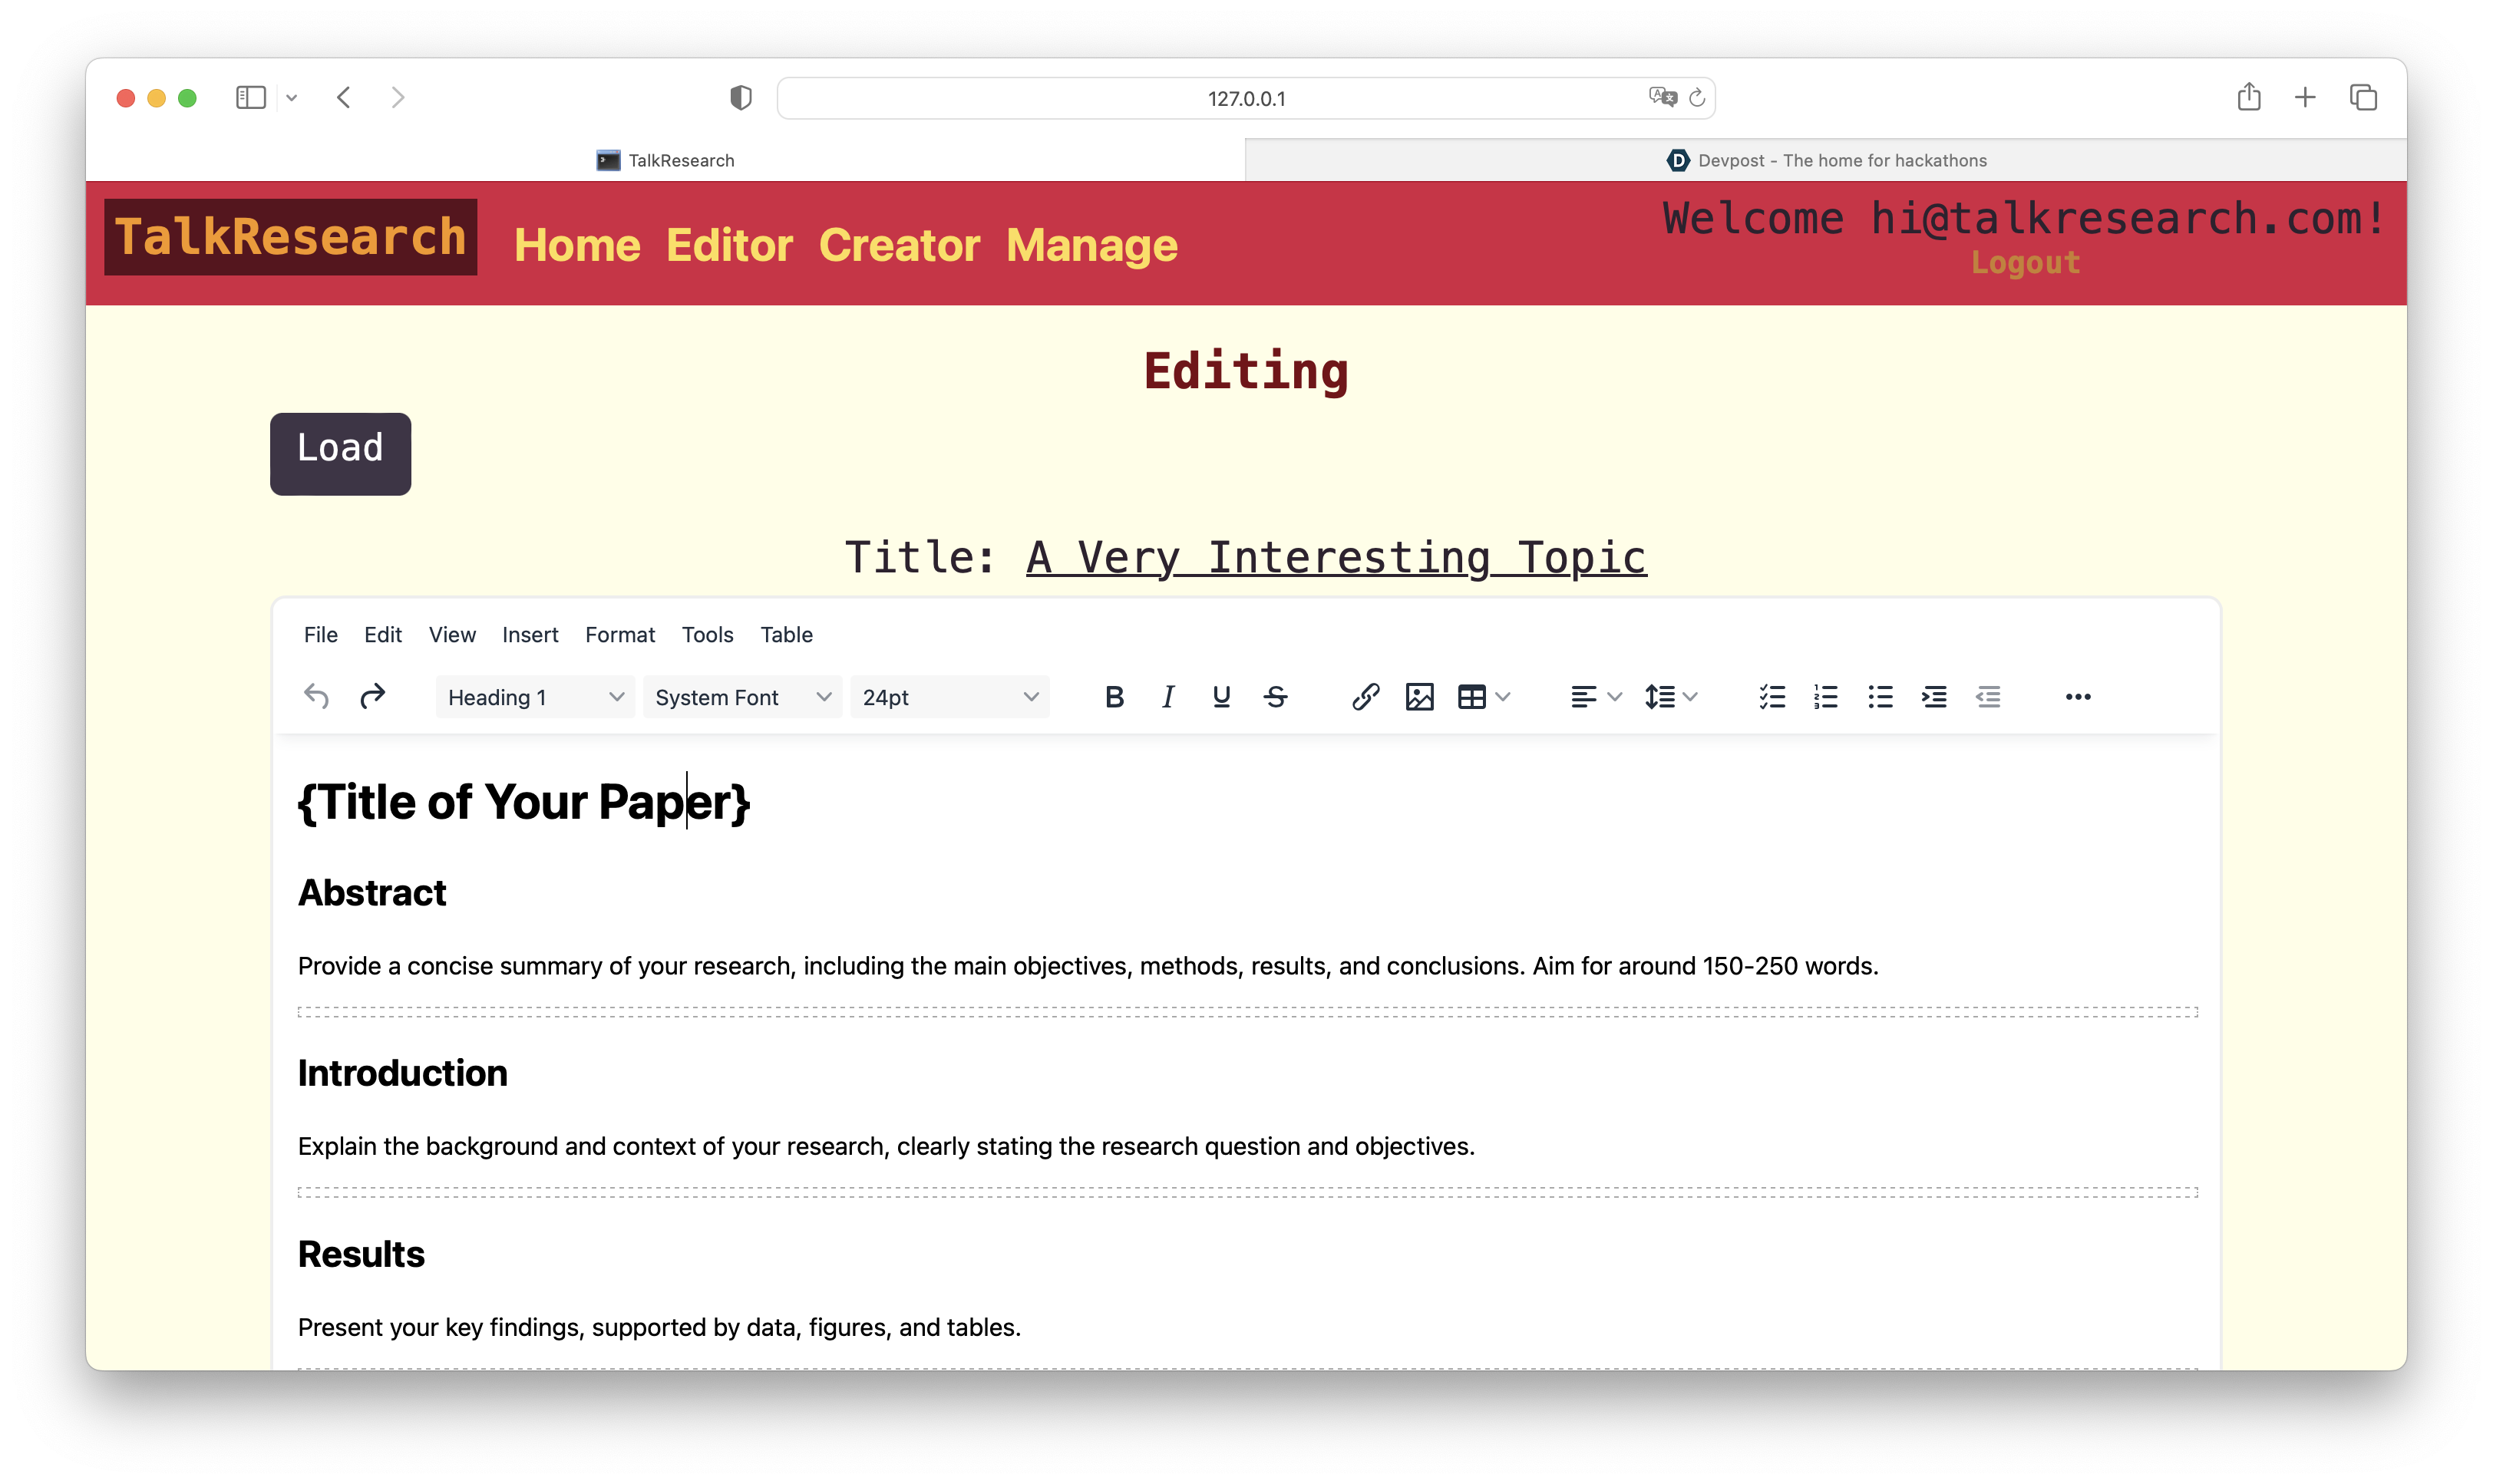 127.0.0.1
TalkResearch
Devpost - The home for hackathons
TalkResearch Home Editor Creator Manage
Welcome hi@talkresearch.com!
Logout
Editing
Load
Title: A Very Interesting Topic
File Edit View Insert Format Tools Table
Heading 1 System Font 24pt
{Title of Your Paper}
Abstract
Provide a concise summary of your research, including the main objectives, methods, results, and conclusions. Aim for around 150-250 words.
Introduction
Explain the background and context of your research, clearly stating the research question and objectives.
Results
Present your key findings, supported by data, figures, and tables.